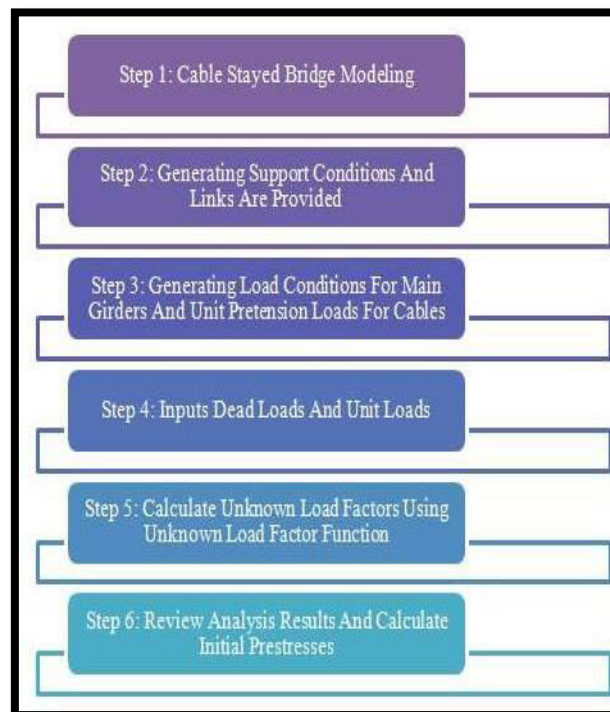 Step 1: Cable Stayed Bridge Modeling
Step 2: Generating Support Conditions And
Links Are Provided
Step 3: Generating Load Conditions For Main
Girders And Unit Pretension Loads For Cables
Step 4: Inputs Dead Loads And Unit Loads
Step 5: Calculate Unknown Load Factors Using
Unknown Load Factor Function
Step 6: Review Analysis Results And Calculate
Initial Prestresses